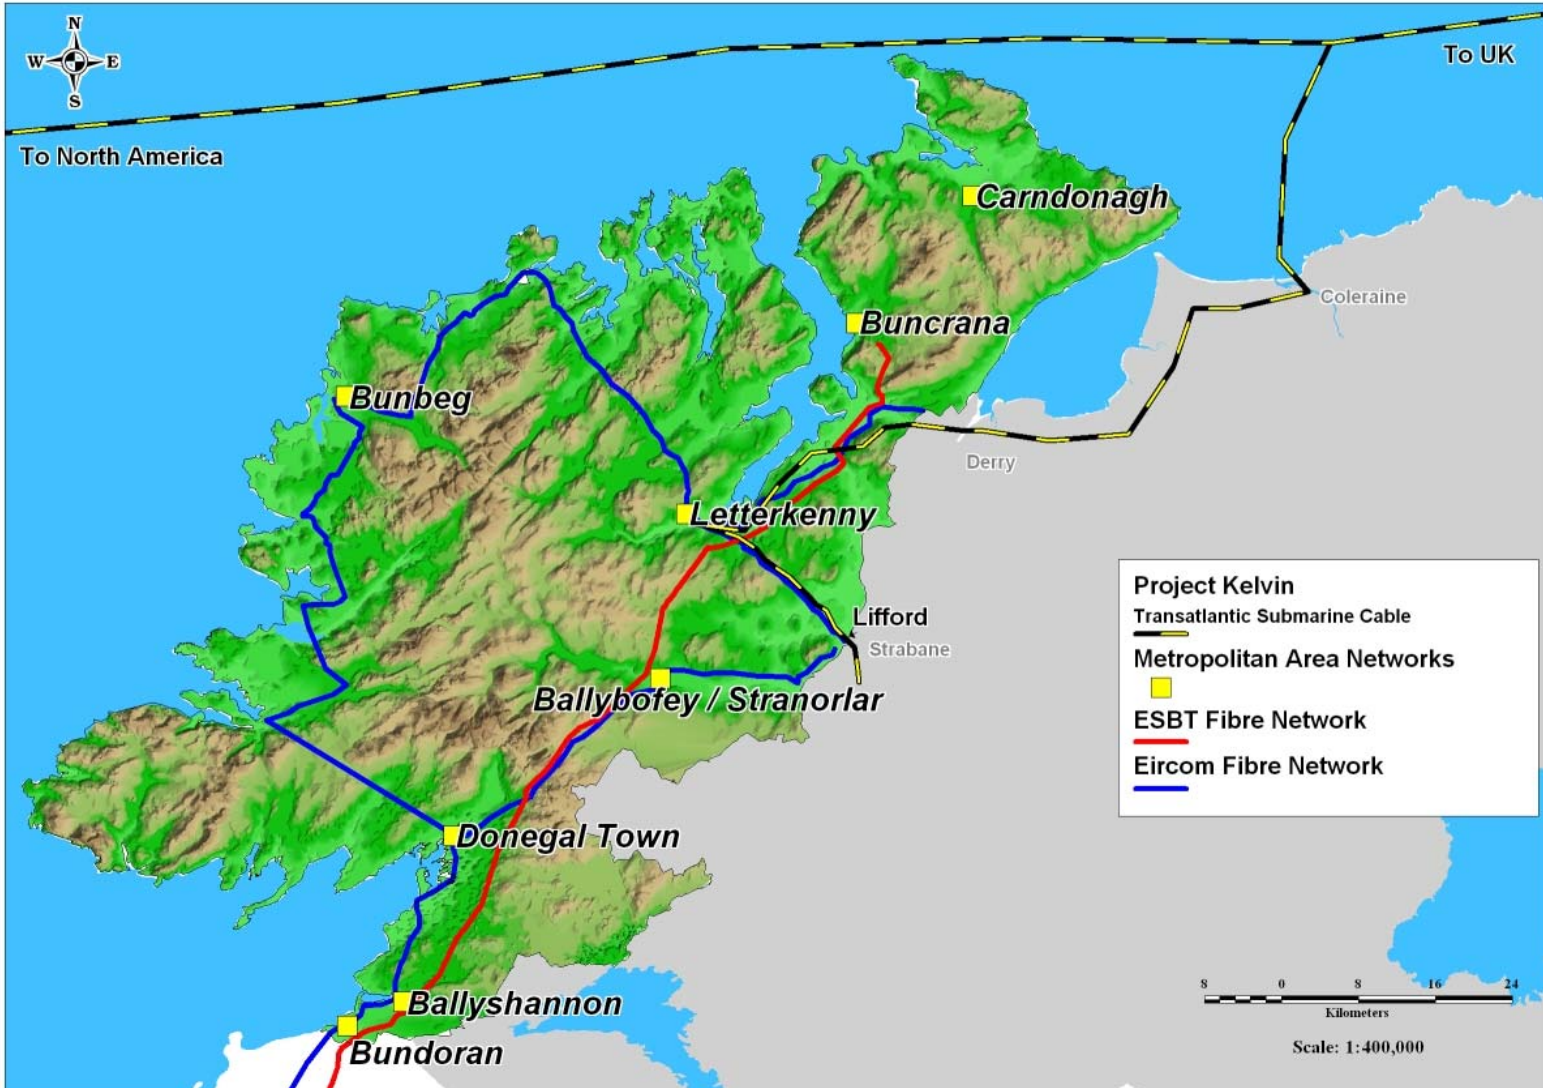 N
W E
S
To UK
To North America
Carndonagh
Coleraine
Buncrana
Bunbeg
Derry
Letterkenny
Lifford
Strabane
Ballybofey / Stranorlar
Donegal Town
Ballyshannon
Bundoran
Project Kelvin
Transatlantic Submarine Cable
Metropolitan Area Networks
ESBT Fibre Network
Eircom Fibre Network
8 0 8 16 24
Kilometers
Scale: 1:400,000